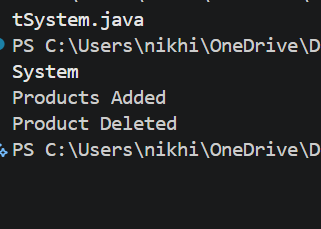 tSystem.java
PS C:\Users\nikhi\OneDrive\D
System
Products Added
Product Deleted
PS C:\Users\nikhi\OneDrive\D